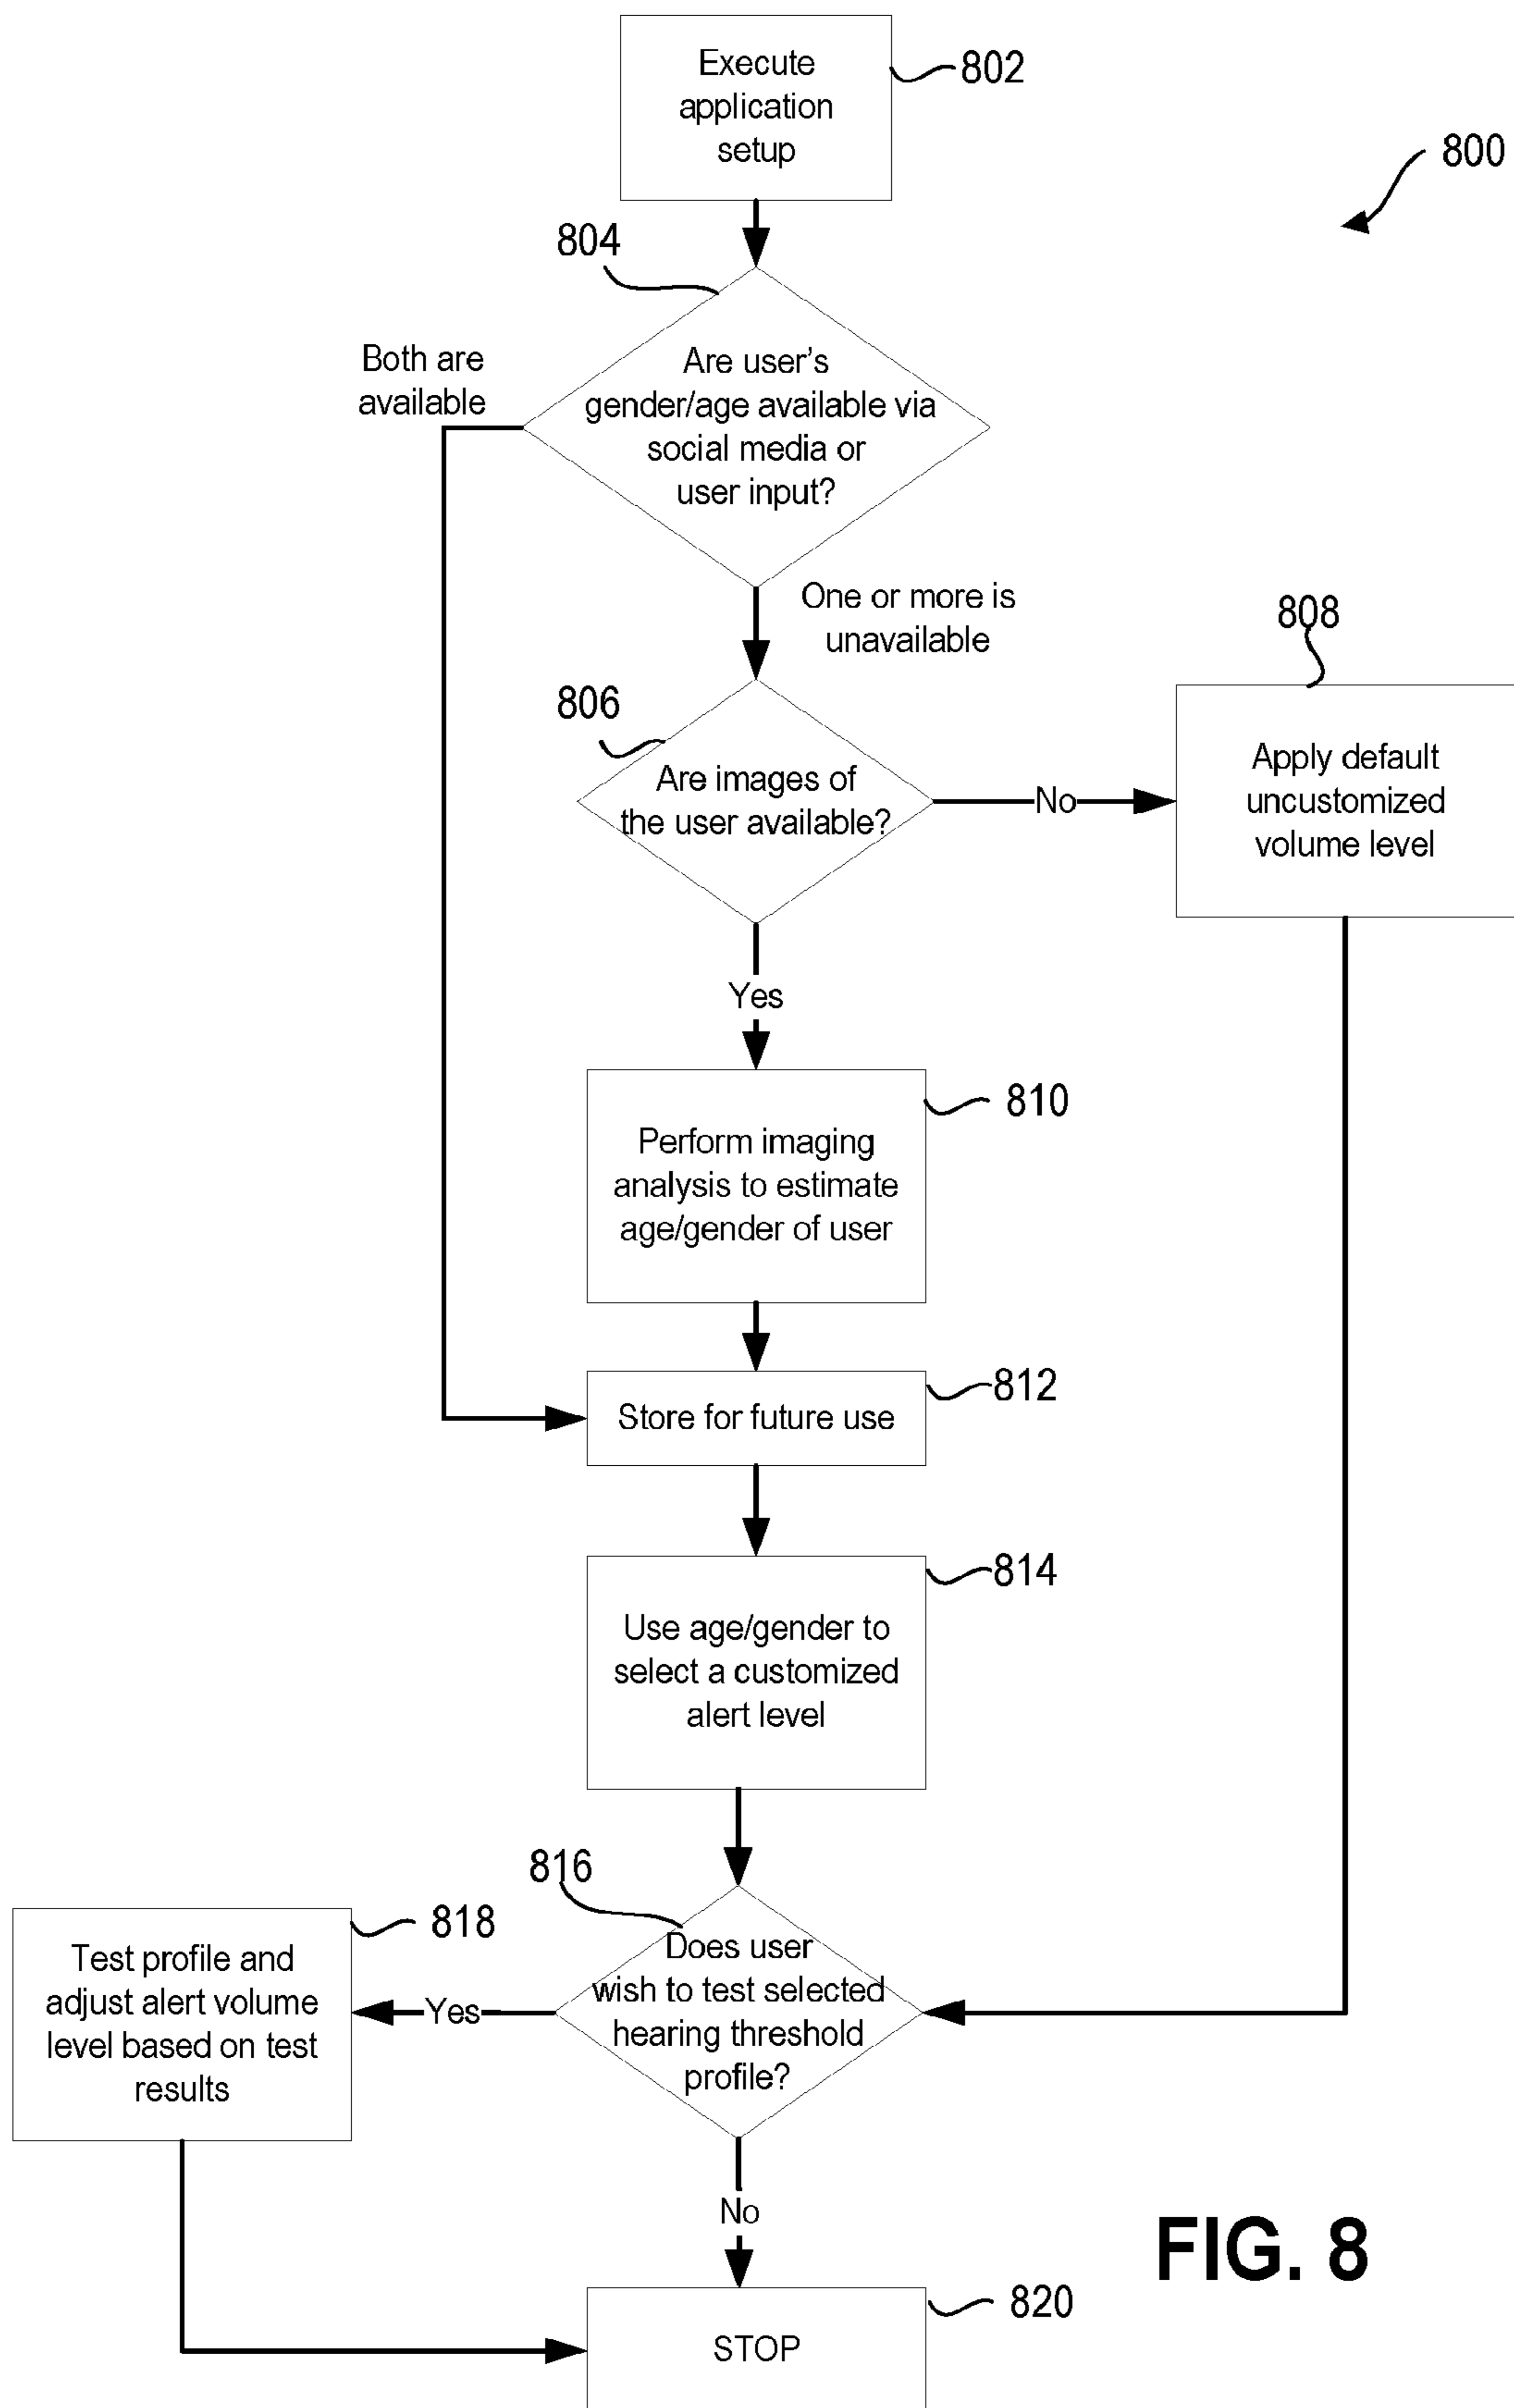 Execute
application
setup
802
800
804
Both are
available
Are user's
gender/age available via
social media or
user input?
One or more is
unavailable
808
806
Are images of
the user available?
No
Apply default
uncustomized
volume level
Yes
810
Perform imaging
analysis to estimate
age/gender of user
812
Store for future use
814
Use age/gender to
select a customized
alert level
816
818
Does user
wish to test selected
hearing threshold
profile?
Test profile and
adjust alert volume
level based on test
results
Yes
No
FIG. 8
820
STOP